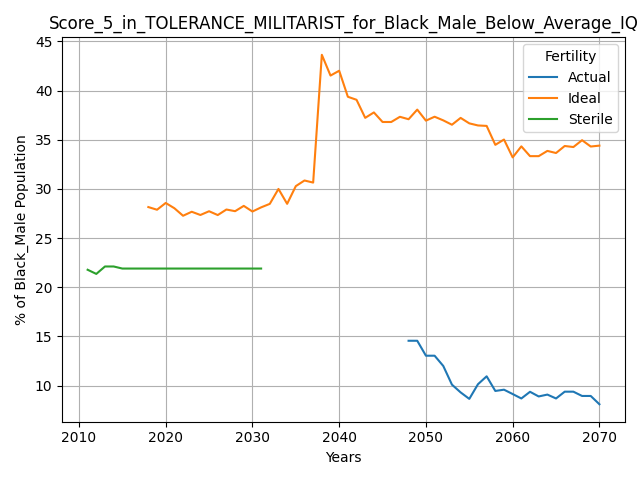 Score_5_in_TOLERANCE_MILITARIST_for_Black_Male_Below_Average_IQ
45
40
35
30
25
20
15
10
% of Black_Male Population
Fertility
Actual
Ideal
Sterile
2010 2020 2030 2040 2050 2060 2070
Years